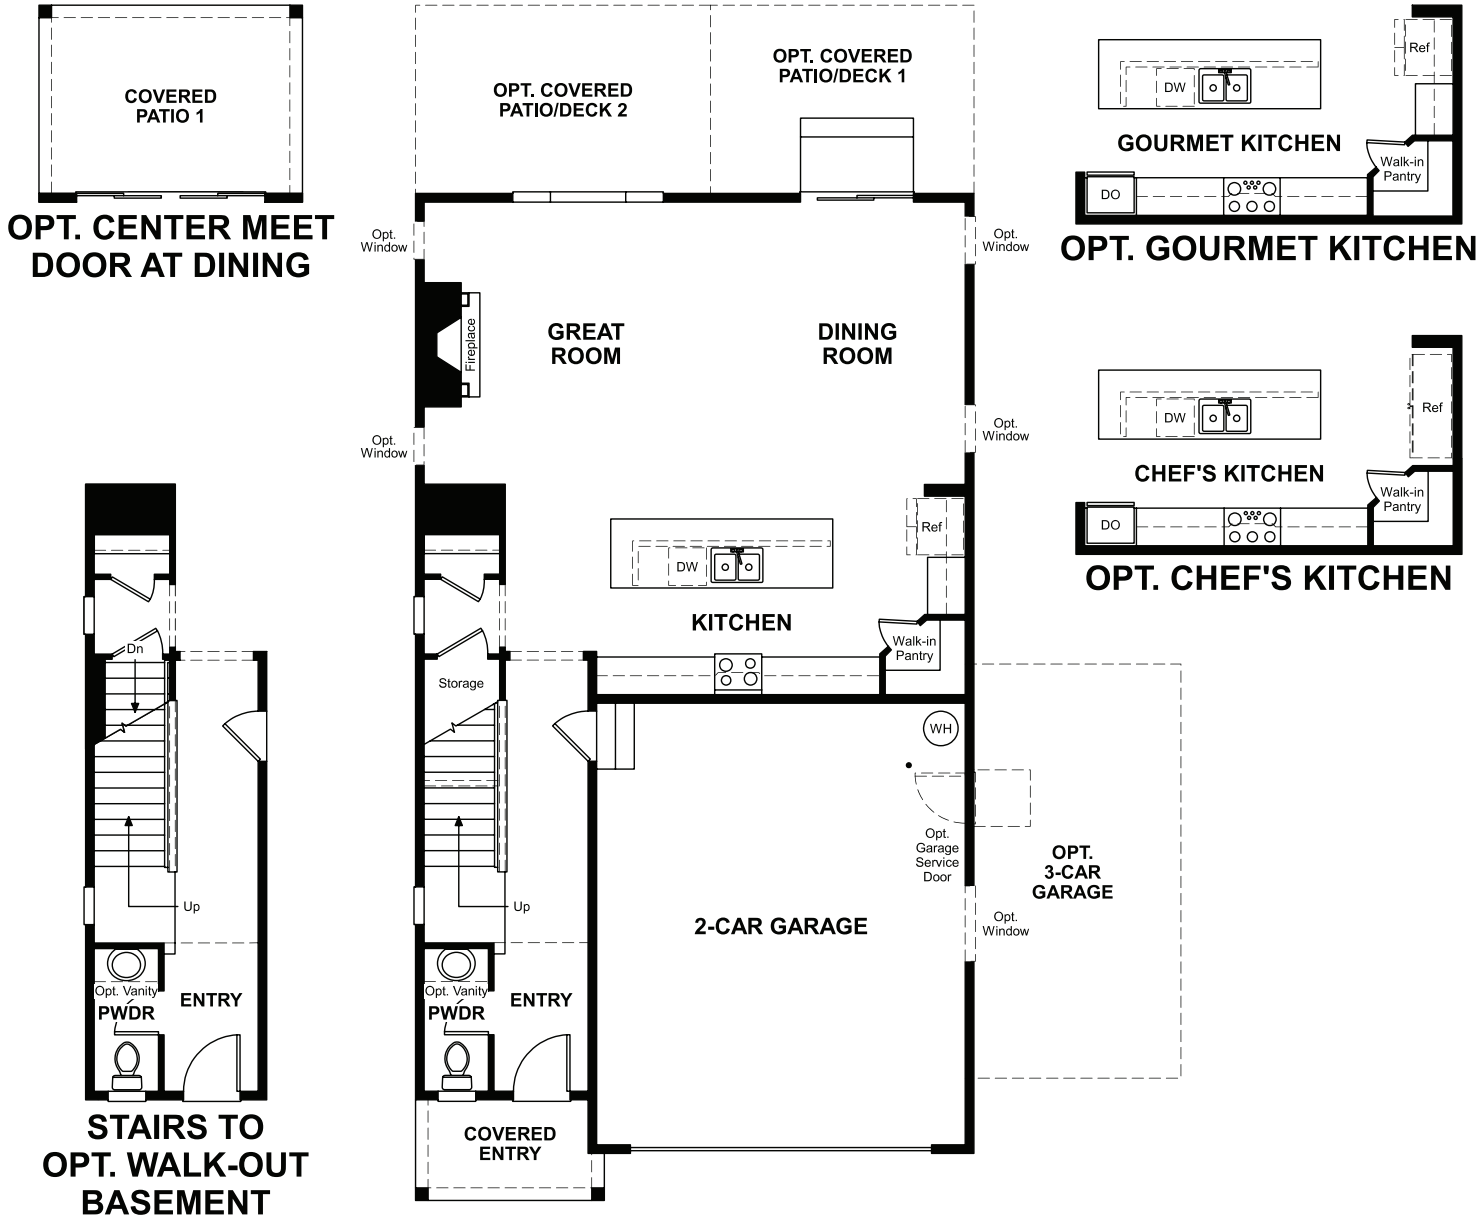 COVERED
PATIO 1
OPT. CENTER MEET
DOOR AT DINING
OPT. COVERED
PATIO/DECK 2
OPT. COVERED
PATIO/DECK 1
Ref
DW
GOURMET KITCHEN
Walk-in
Pantry
DO
OPT. GOURMET KITCHEN
Opt.
Window
Opt.
Window
Fireplace
GREAT
ROOM
DINING
ROOM
Opt.
Window
Opt.
Window
Ref
DW
CHEF'S KITCHEN
Walk-in
Pantry
DO
OPT. CHEF'S KITCHEN
Ref
DW
KITCHEN
Walk-in
Pantry
Storage
Up
WH
Opt.
Garage
Service
Door
OPT.
3-CAR
GARAGE
2-CAR GARAGE
Opt.
Window
Opt. Vanity
PWDR
ENTRY
COVERED
ENTRY
Dn
Up
Opt. Vanity
PWDR
ENTRY
STAIRS TO
OPT. WALK-OUT
BASEMENT